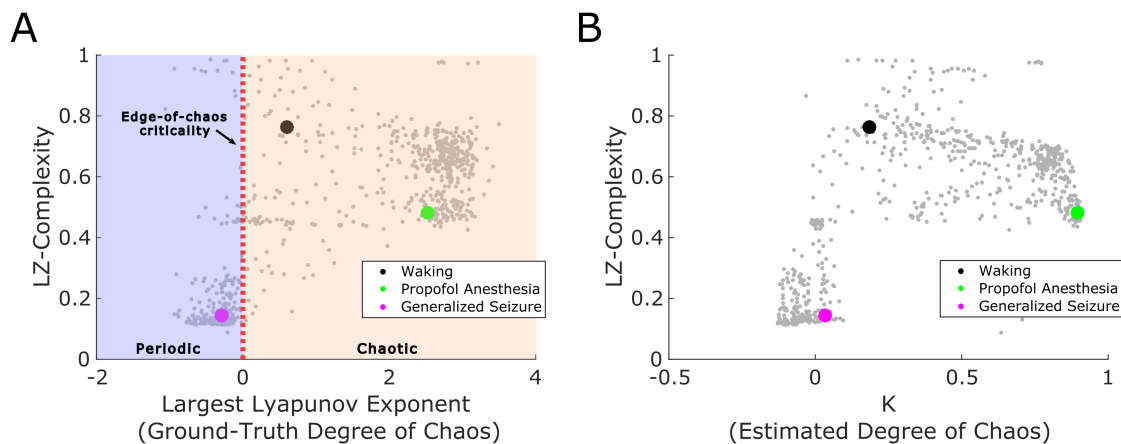 A
LZ-Complexity
1
0.8
0.6
0.4
0.2
0
Edge-of-chaos
criticality
Waking
Propofol Anesthesia
Generalized Seizure
Periodic
Chaotic
-2
0
2
4
Largest Lyapunov Exponent
(Ground-Truth Degree of Chaos)
B
LZ-Complexity
1
0.8
0.6
0.4
0.2
0
Waking
Propofol Anesthesia
Generalized Seizure
-0.5
0
0.5
1
K
(Estimated Degree of Chaos)